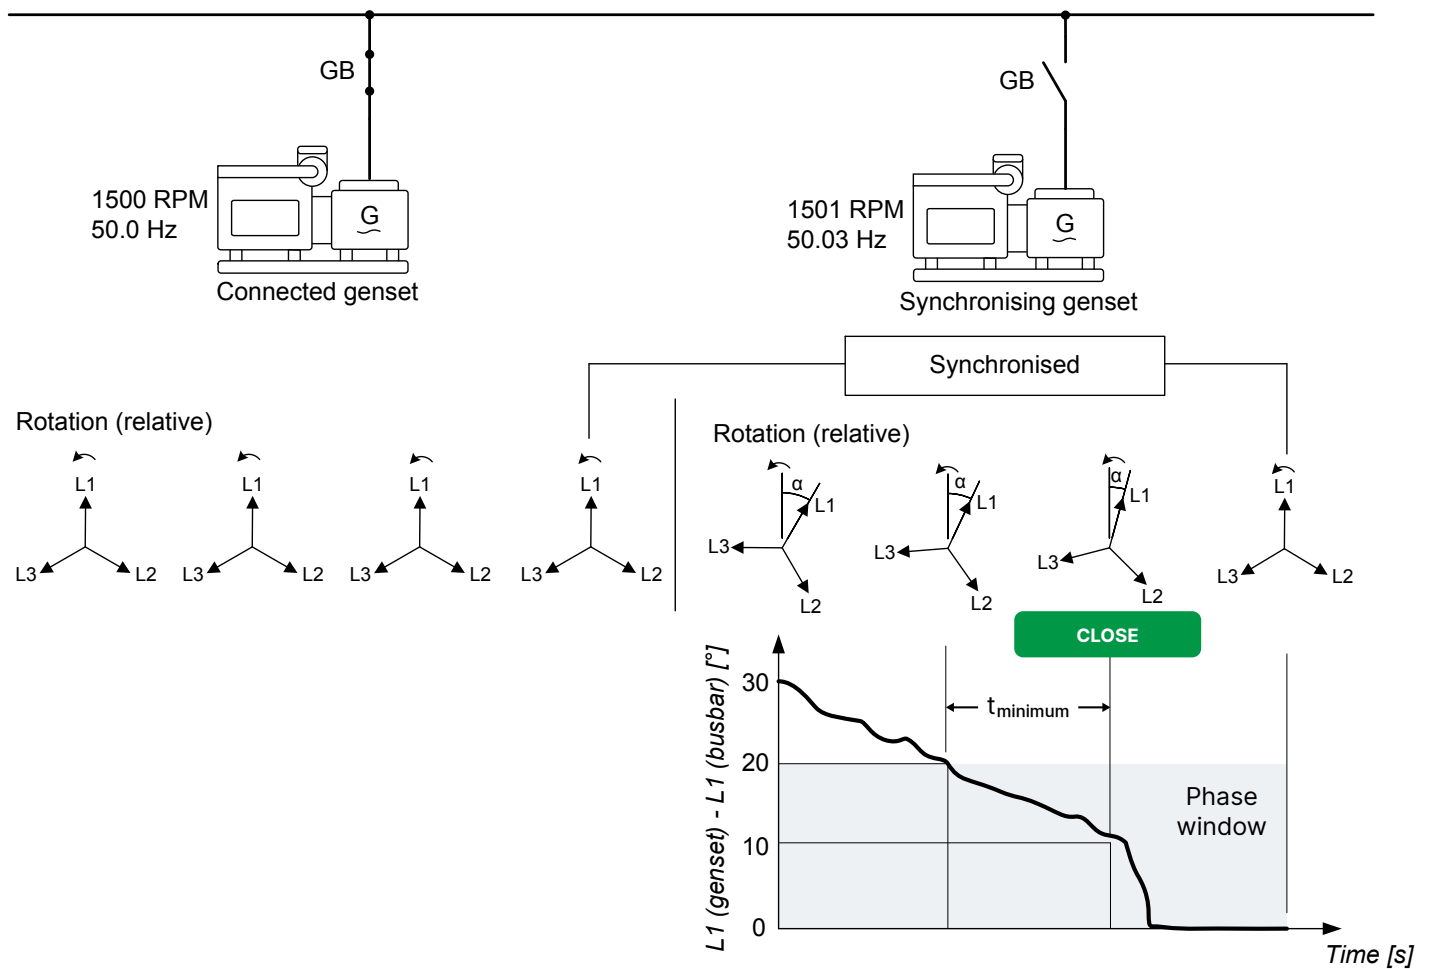 GB
GB
1500 RPM
50.0 Hz
G
Connected genset
1501 RPM
50.03 Hz
G
Synchronising genset
Synchronised
Rotation (relative)
L1
L3
L2
L1
L3
L2
L1
L3
L2
L1
L3
L2
Rotation (relative)
α
L1
L3
L2
α
L1
L3
L2
α
L1
L3
L2
L1
L3
L2
CLOSE
L1 (genset) - L1 (busbar) [°]
30
20
10
0
tminimum
Phase
window
Time [s]